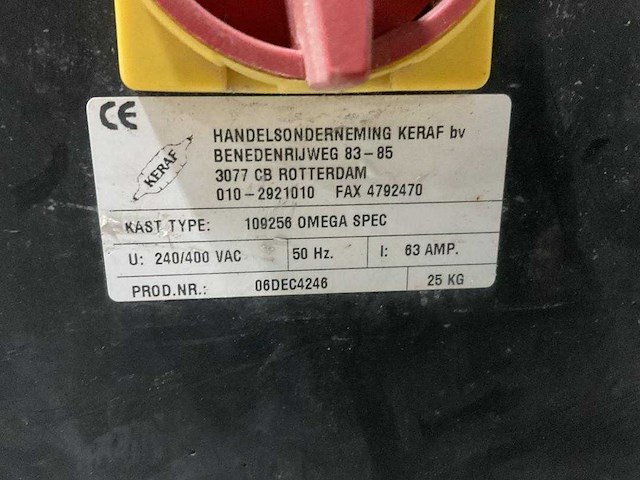 CE
KERAF
HANDELSONDERNEMING KERAF bv
BENEDENRIJWEG 83-85
3077 CB ROTTERDAM
010-2921010 FAX 4792470
KAST TYPE: 109256 OMEGA SPEC
U: 240/400 VAC 50 Hz. I: 63 AMP.
PROD.NR.: 06DEC4246 25 KG